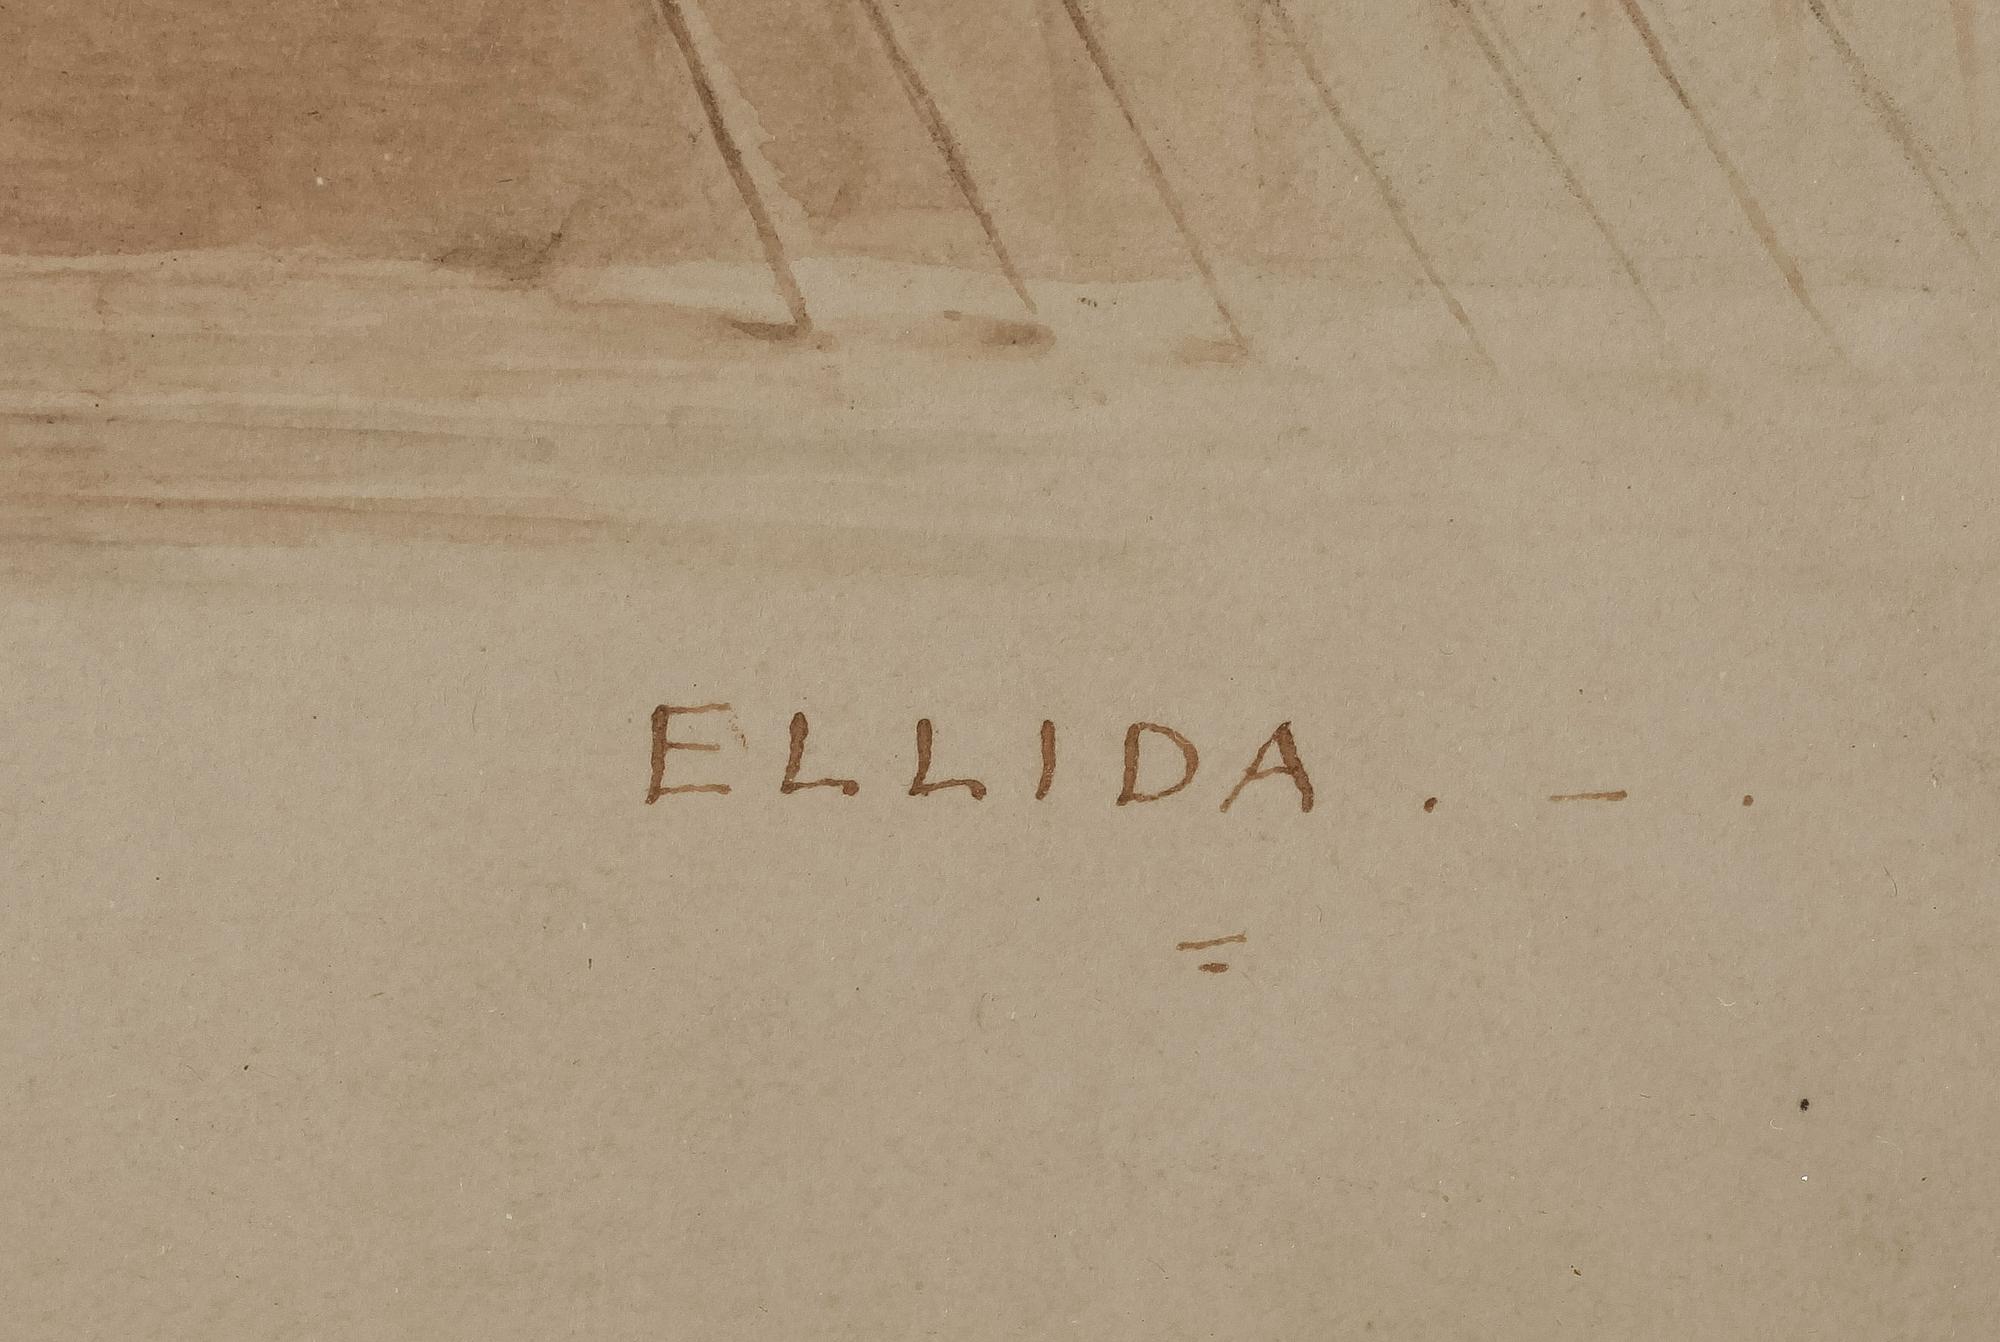 ELLIDA . — .